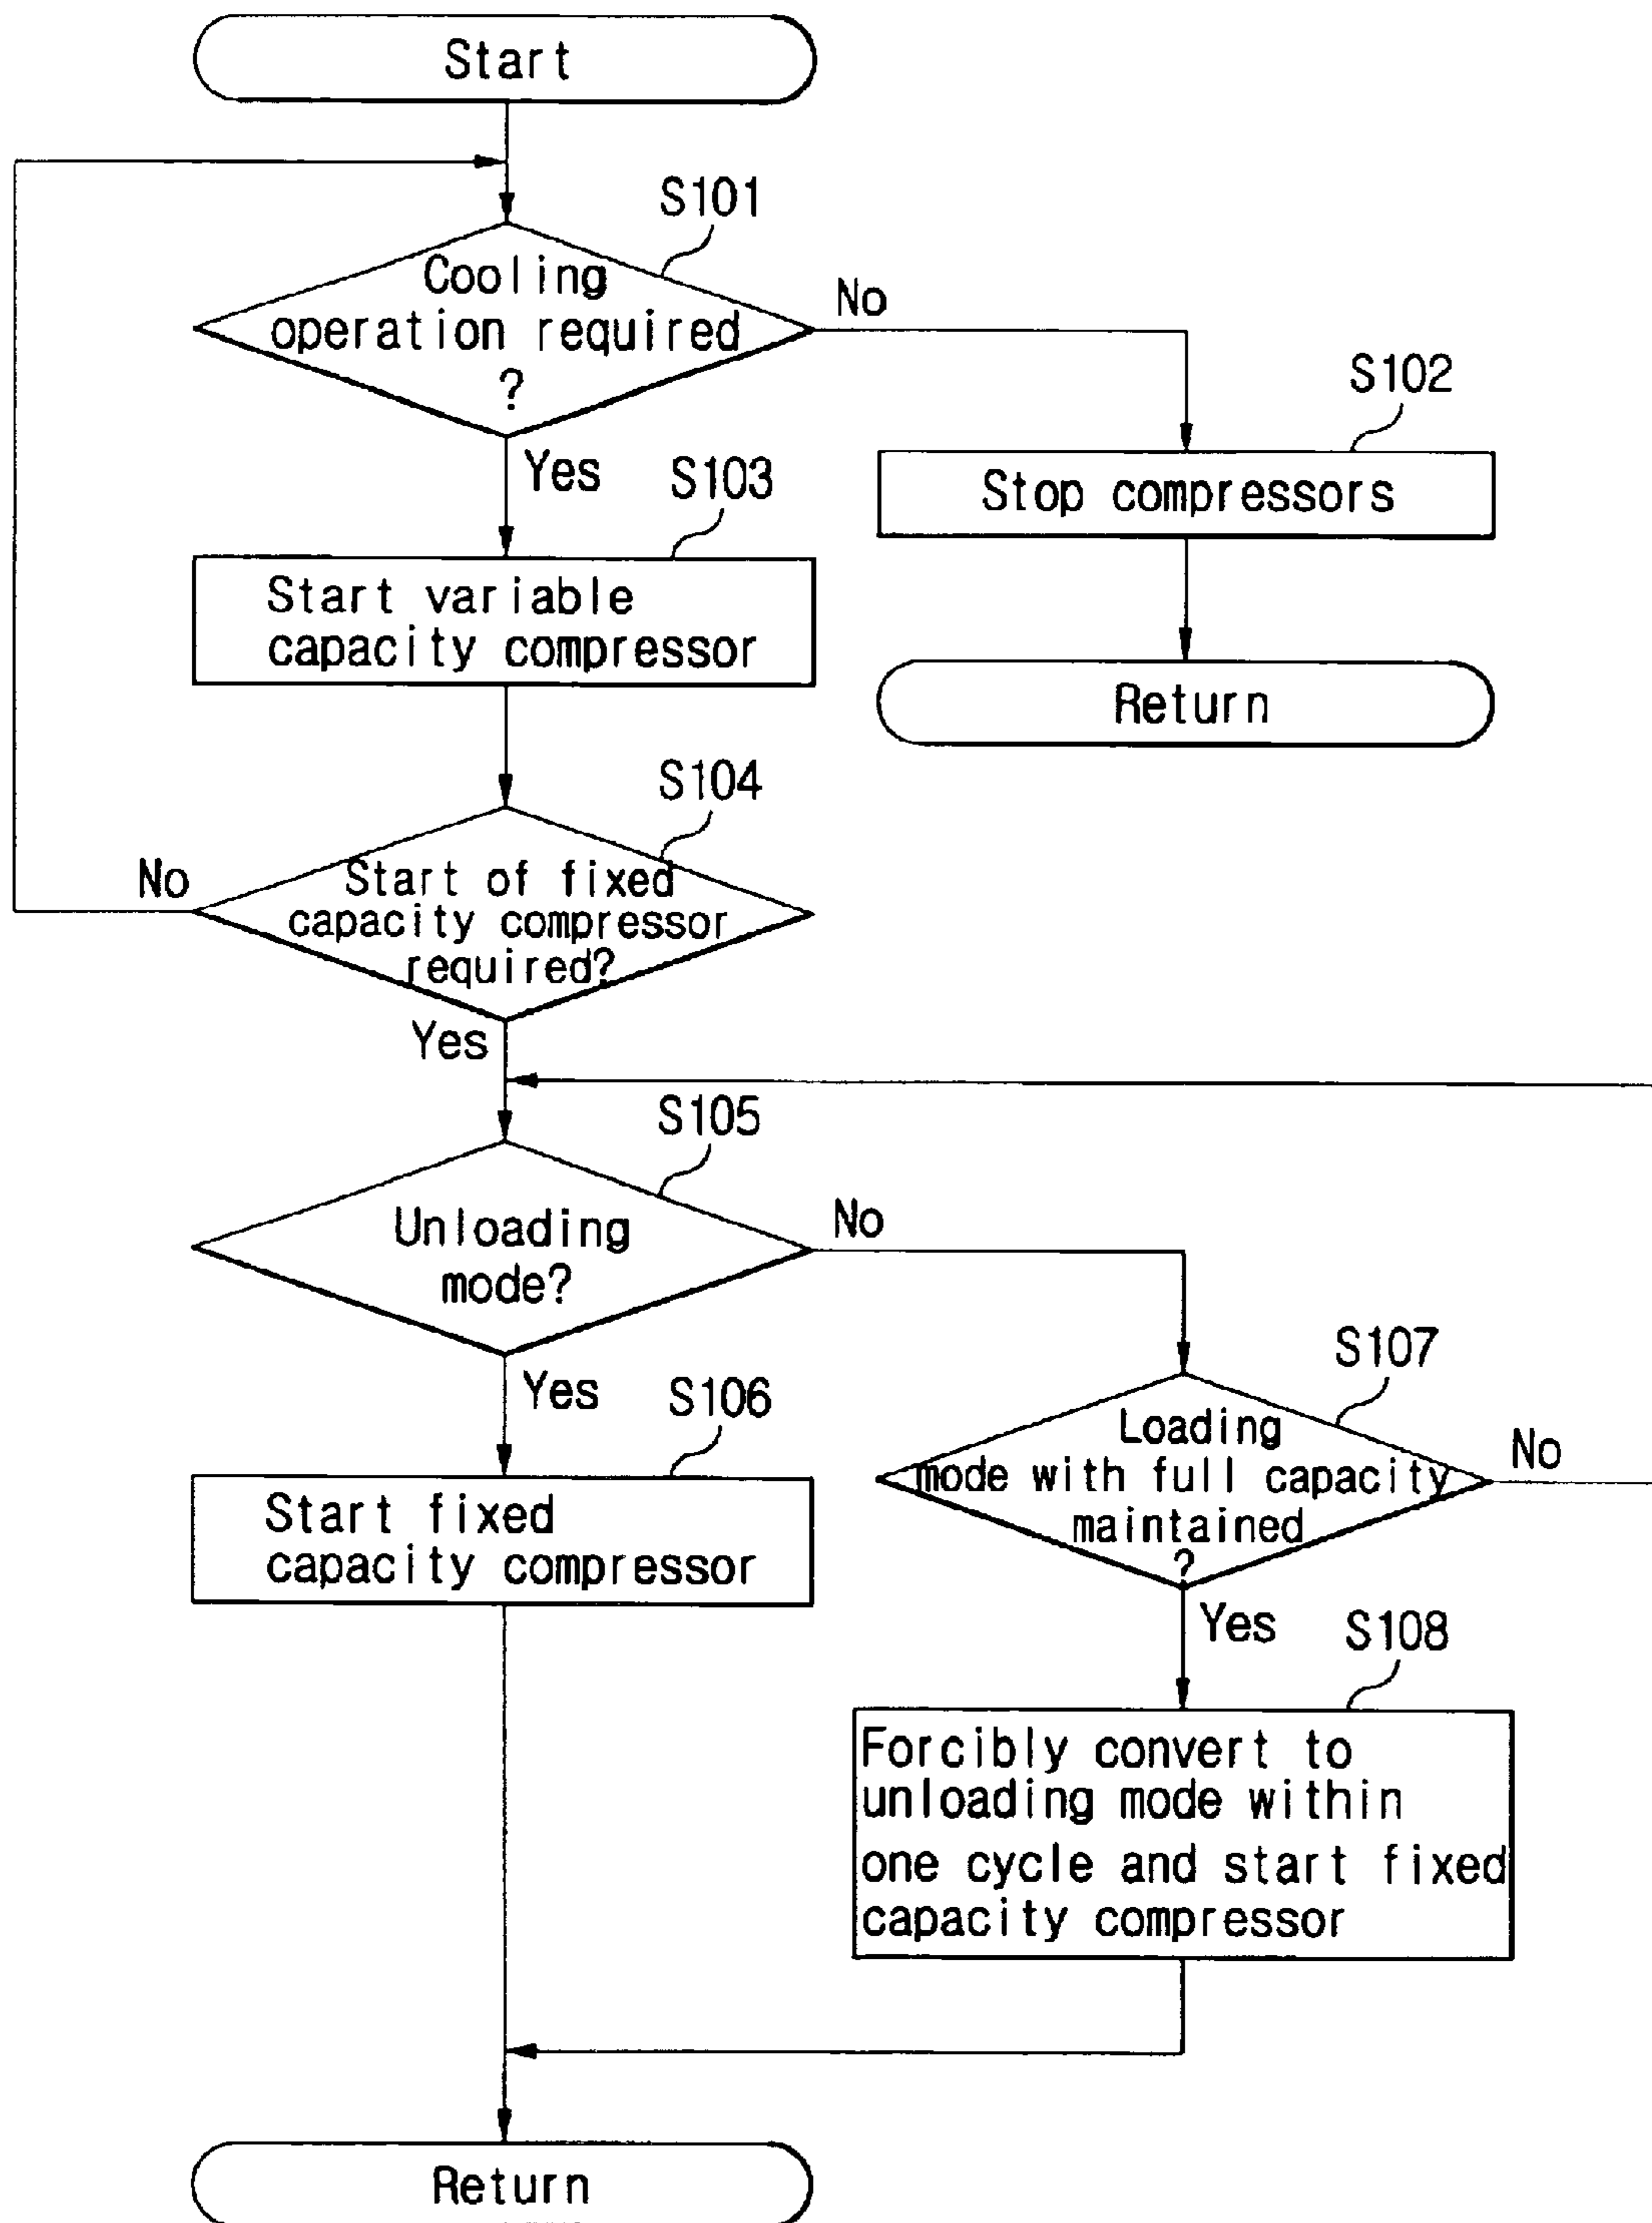 Start
S101
Cooling
operation required
?
No
Yes
S102
Stop compressors
Return
S103
Start variable
capacity compressor
S104
Start of fixed
capacity compressor
required?
No
Yes
S105
Unloading
mode?
No
Yes
S106
Start fixed
capacity compressor
S107
Loading
mode with full capacity
maintained
?
No
Yes
S108
Forcibly convert to
unloading mode within
one cycle and start fixed
capacity compressor
Return